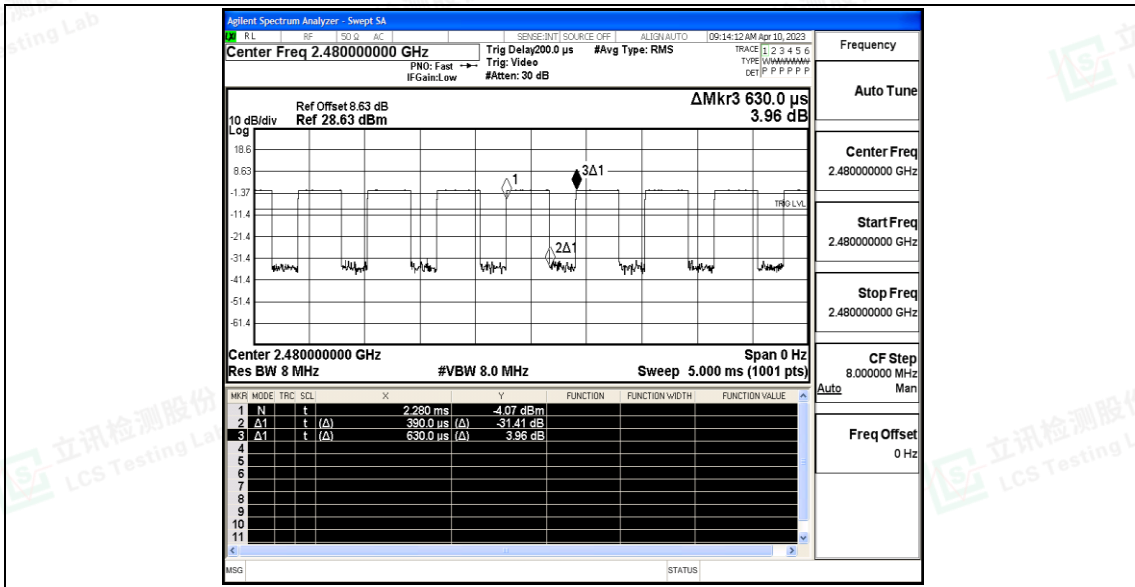 Agilent Spectrum Analyzer - Swept SA
RL RF 50 Ω AC SENSE:INT SOURCE OFF ALIGNAUTO 09:14:12 AM Apr 10, 2023
Center Freq 2.480000000 GHz
PNO: Fast
IFGain:Low
Trig Delay200.0 µs
Trig: Video
#Atten: 30 dB
#Avg Type: RMS
TRACE 1 2 3 4 5 6
TYPE WWWWWW
DET P P P P P P
Ref Offset 8.63 dB
Ref 28.63 dBm
10 dB/div
Log
ΔMkr3 630.0 µs
3.96 dB
18.6
8.63
-1.37
-11.4
-21.4
-31.4
-41.4
-51.4
-61.4
1
3Δ1
TRIG LVL
2Δ1
Center 2.480000000 GHz Span 0 Hz
Res BW 8 MHz #VBW 8.0 MHz Sweep 5.000 ms (1001 pts)
MKR MODE TRC SCL X Y FUNCTION FUNCTION WIDTH FUNCTION VALUE
1 N t 2.280 ms -4.07 dBm
2 Δ1 t (Δ) 390.0 µs (Δ) -31.41 dB
3 Δ1 t (Δ) 630.0 µs (Δ) 3.96 dB
4
5
6
7
8
9
10
11
MSG STATUS
Frequency
Auto Tune
Center Freq
2.480000000 GHz
Start Freq
2.480000000 GHz
Stop Freq
2.480000000 GHz
CF Step
8.000000 MHz
Auto Man
Freq Offset
0 Hz
立讯检测股份
LCS Testing Lab
立讯检测股份
LCS Testing L
esting Lab